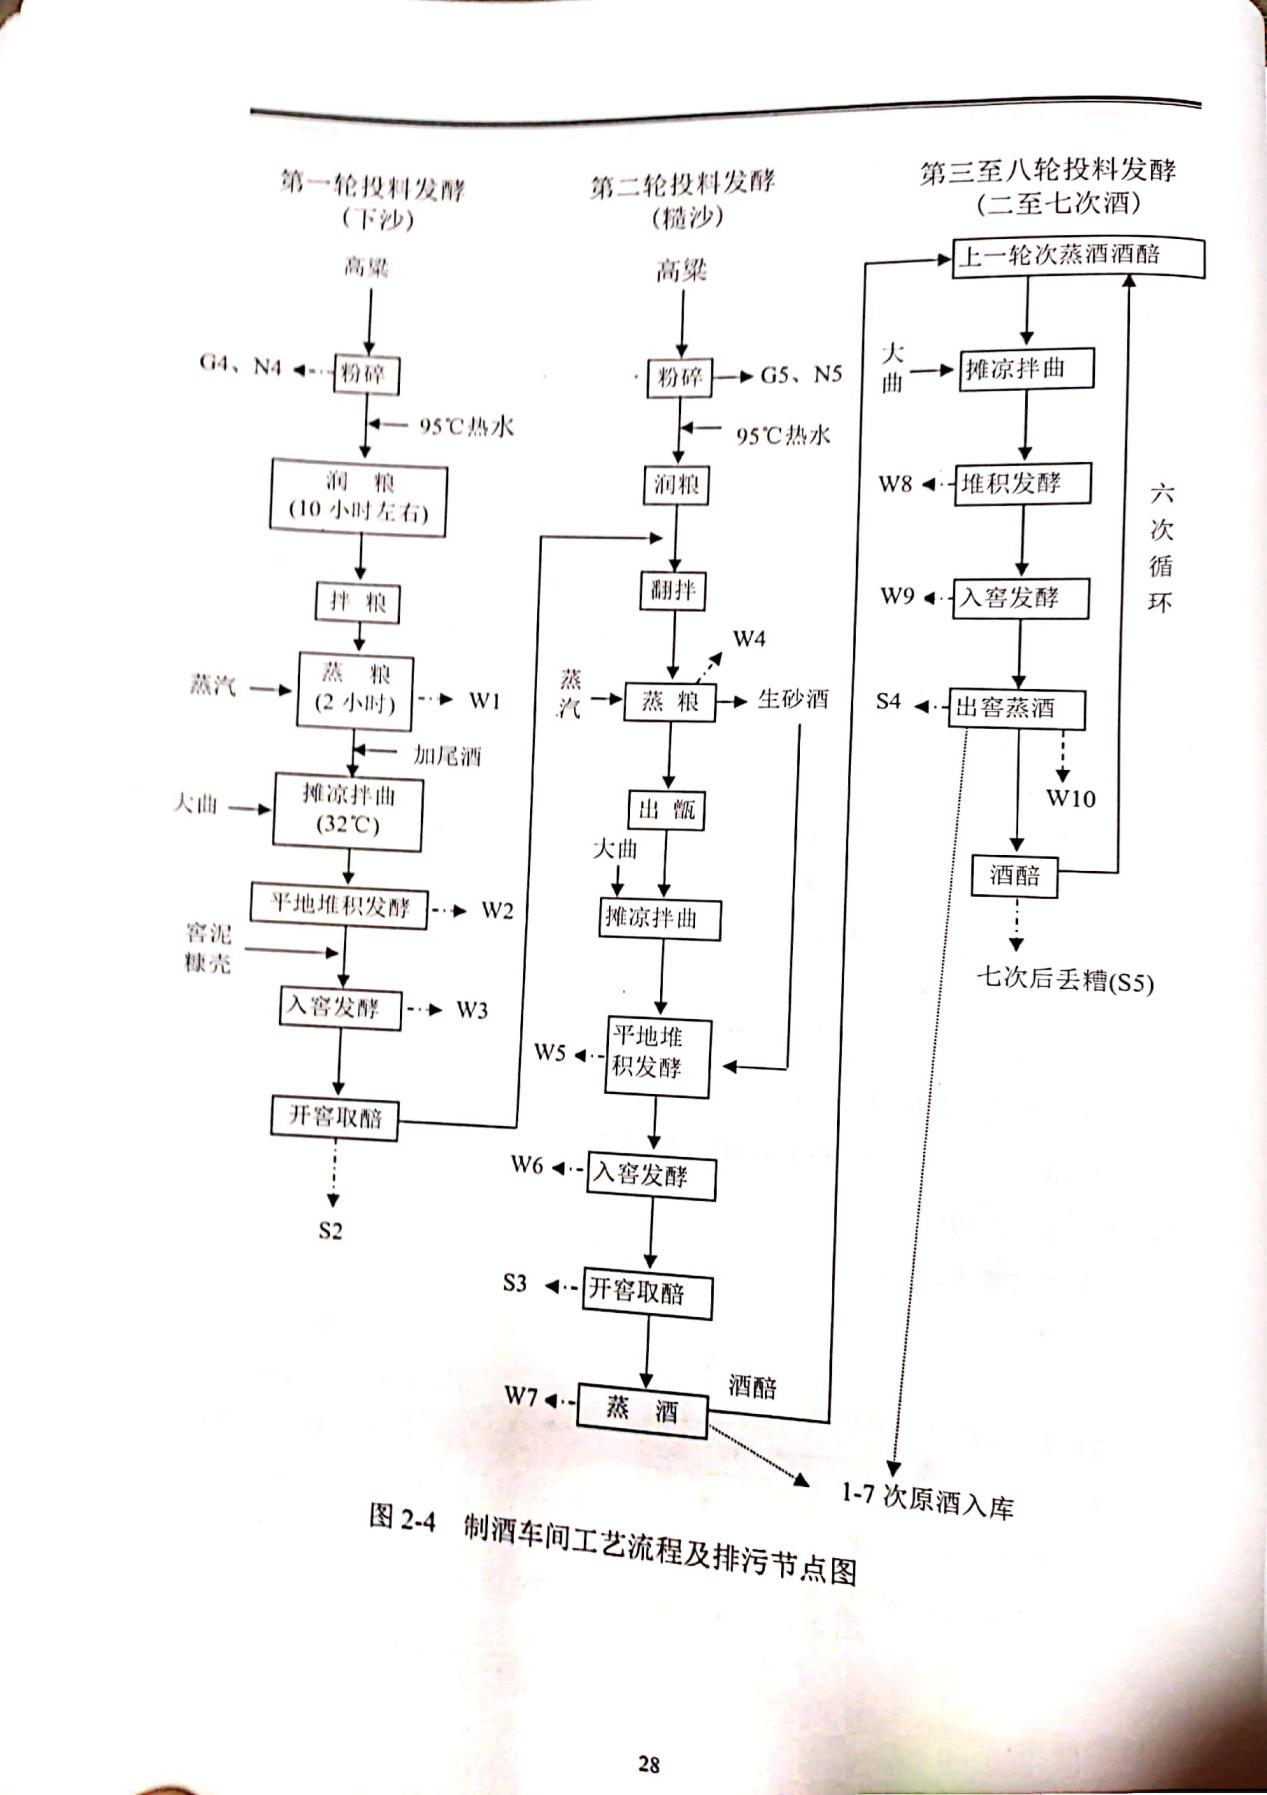 第一轮投料发酵
(下沙)
高粱
G4、N4
粉碎
95℃热水
润 粮
(10 小时左右)
拌 粮
蒸汽
蒸 粮
(2 小时)
W1
加尾酒
大曲
摊凉拌曲
(32℃)
平地堆积发酵
W2
窖泥
糠壳
入窖发酵
W3
开窖取醅
S2
第二轮投料发酵
(糙沙)
高粱
粉碎
G5、N5
95℃热水
润粮
翻拌
W4
蒸
汽
蒸 粮
生砂酒
出 甑
大曲
摊凉拌曲
W5
平地堆
积发酵
W6
入窖发酵
S3
开窖取醅
W7
蒸 酒
酒醅
第三至八轮投料发酵
(二至七次酒)
上一轮次蒸酒酒醅
大
曲
摊凉拌曲
W8
堆积发酵
W9
入窖发酵
S4
出窖蒸酒
W10
酒醅
六
次
循
环
七次后丢糟(S5)
1-7 次原酒入库
图 2-4 制酒车间工艺流程及排污节点图
28